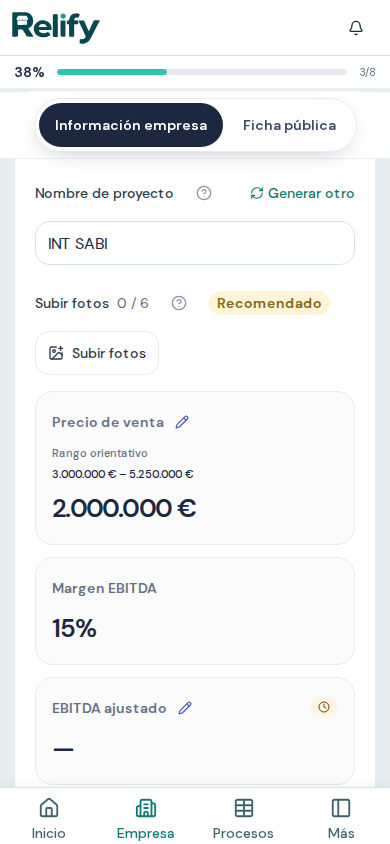 Relify
38%
3/8
Información empresa
Ficha pública
Nombre de proyecto
Generar otro
INT SABI
Subir fotos 0 / 6
Recomendado
Subir fotos
Precio de venta
Rango orientativo
3.000.000 € – 5.250.000 €
2.000.000 €
Margen EBITDA
15%
EBITDA ajustado
—
Inicio
Empresa
Procesos
Más